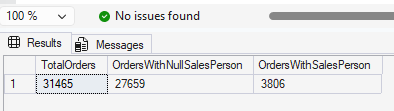 100 %
No issues found
Results
Messages
TotalOrders OrdersWithNullSalesPerson OrdersWithSalesPerson
1 31465 27659 3806